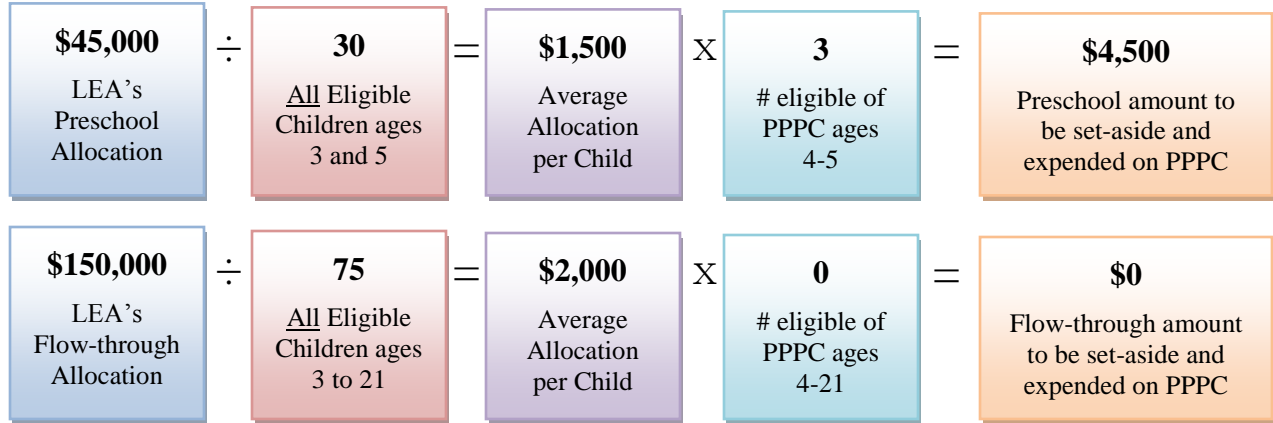 $45,000
LEA's
Preschool
Allocation
÷
30
All Eligible
Children ages
3 and 5
=
$1,500
Average
Allocation
per Child
X
3
# eligible of
PPPC ages
4-5
=
$4,500
Preschool amount to
be set-aside and
expended on PPPC
$150,000
LEA's
Flow-through
Allocation
÷
75
All Eligible
Children ages
3 to 21
=
$2,000
Average
Allocation
per Child
X
0
# eligible of
PPPC ages
4-21
=
$0
Flow-through amount
to be set-aside and
expended on PPPC